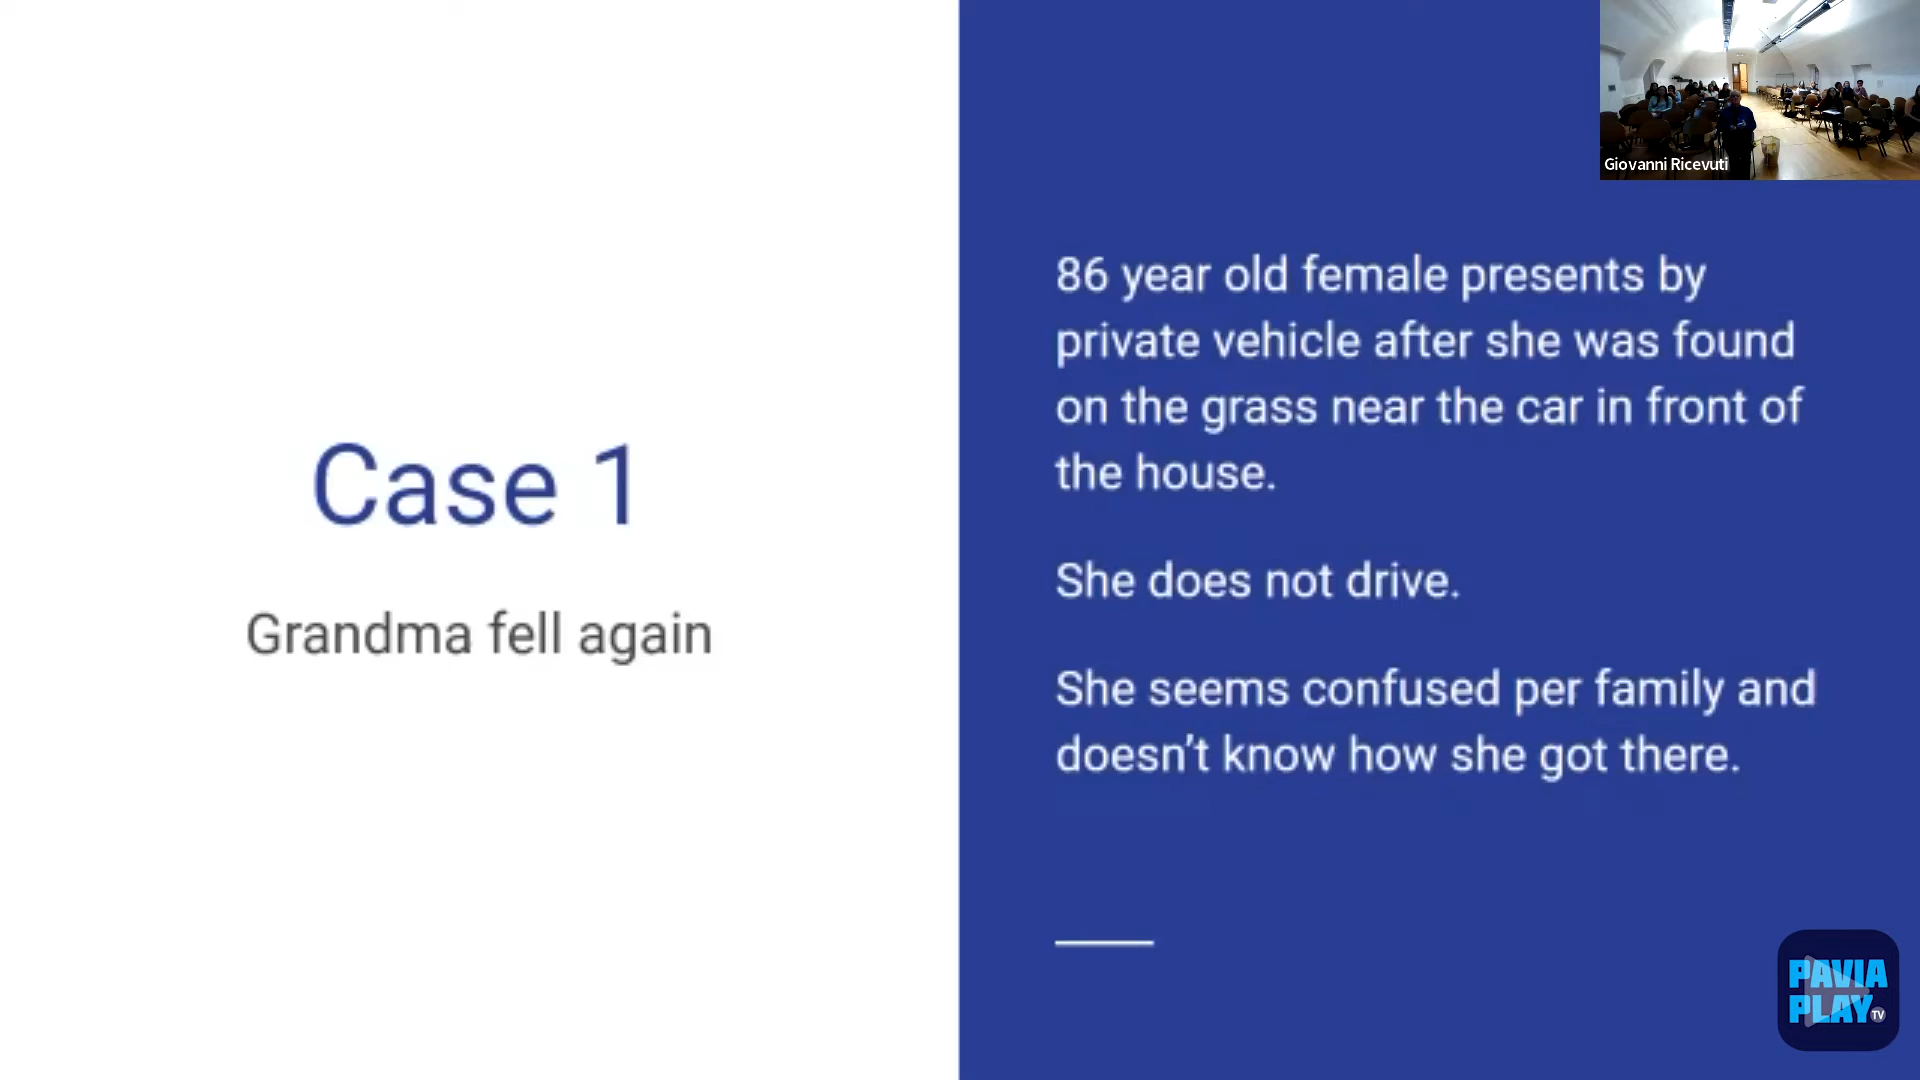 Case 1
Grandma fell again
86 year old female presents by
private vehicle after she was found
on the grass near the car in front of
the house.
She does not drive.
She seems confused per family and
doesn’t know how she got there.
Giovanni Ricevuti
PAVIA
PLAY TV